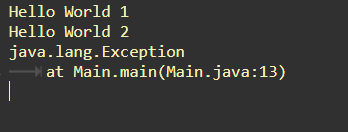 Hello World 1
Hello World 2
java.lang.Exception
at Main.main(Main.java:13)